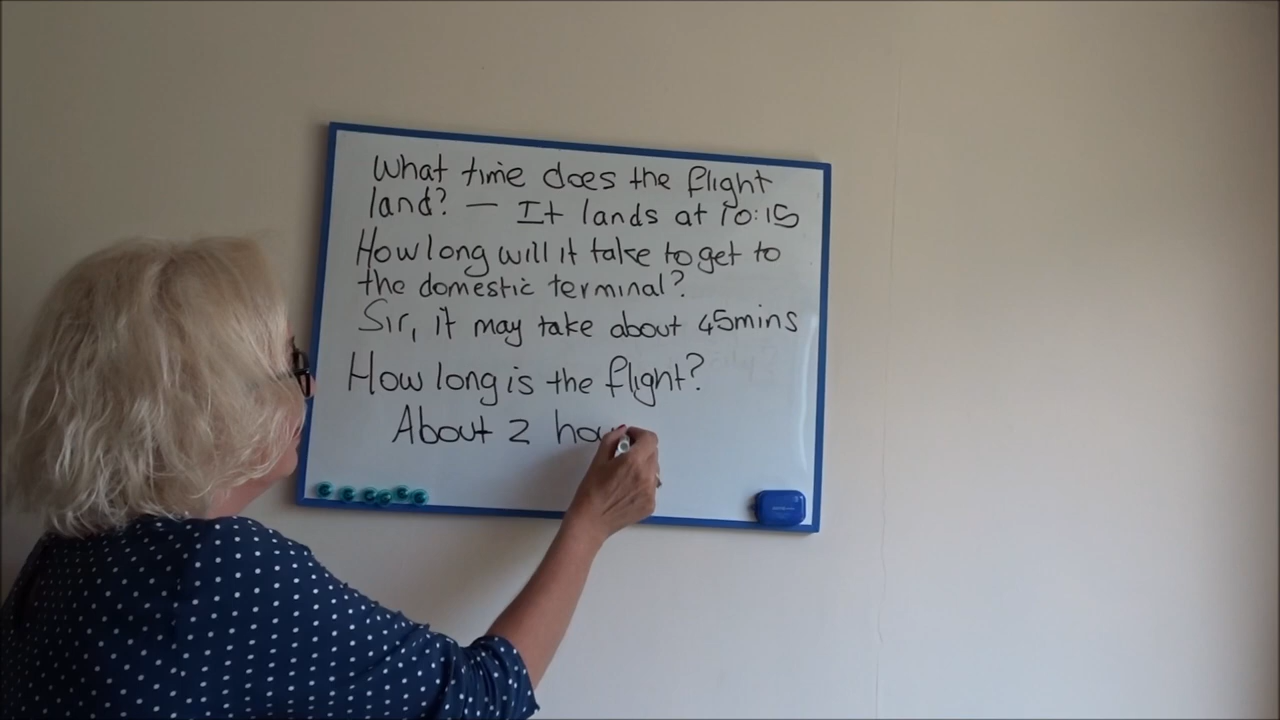 What time does the flight
land? — It lands at 10:15
How long will it take to get to
the domestic terminal?
Sir, it may take about 45mins
How long is the flight?
About 2 hou